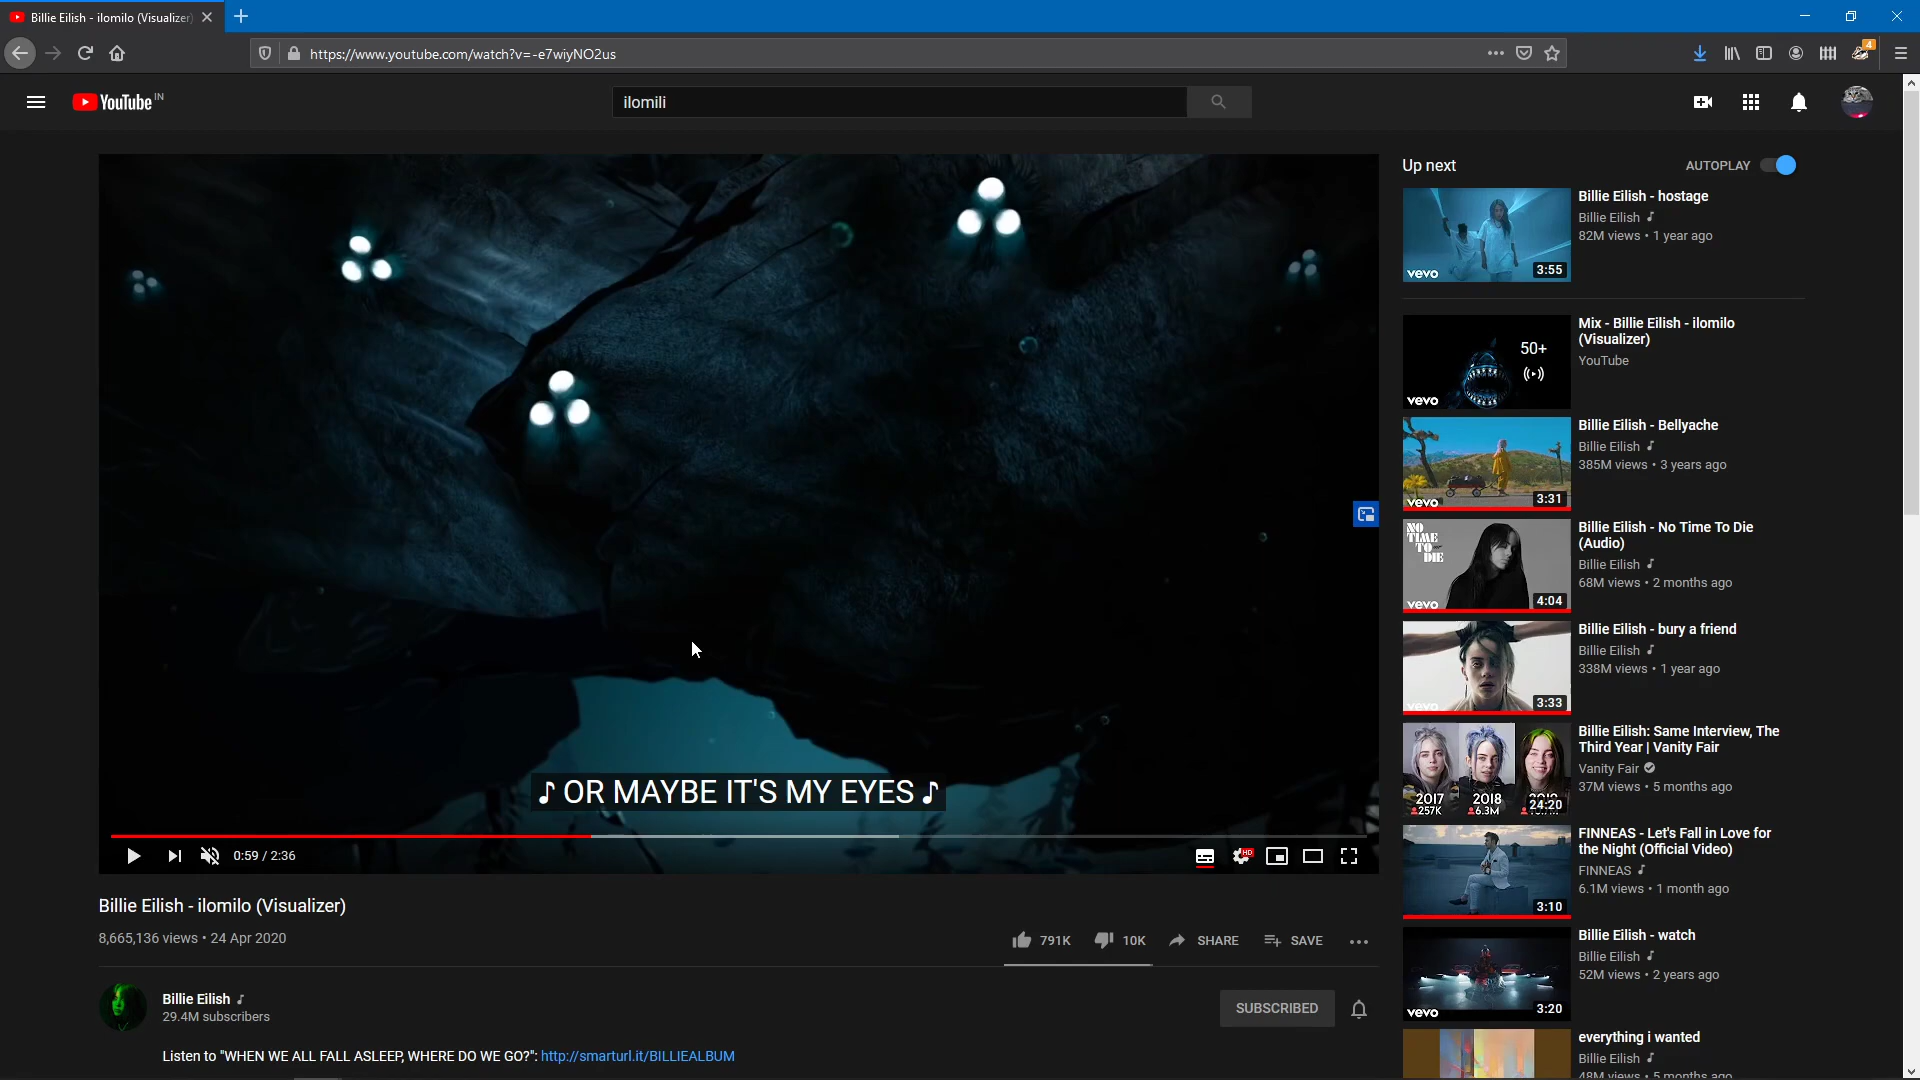 Billie Eilish - ilomilo (Visualizer)
https://www.youtube.com/watch?v=-e7wiyNO2us
4
YouTube IN
ilomili
♪ OR MAYBE IT'S MY EYES ♪
0:59 / 2:36
HD
Billie Eilish - ilomilo (Visualizer)
8,665,136 views • 24 Apr 2020
791K
10K
SHARE
SAVE
Billie Eilish ♪
29.4M subscribers
SUBSCRIBED
Listen to "WHEN WE ALL FALL ASLEEP, WHERE DO WE GO?": http://smarturl.it/BILLIEALBUM
Up next
AUTOPLAY
vevo
3:55
Billie Eilish - hostage
Billie Eilish ♪
82M views • 1 year ago
50+
vevo
Mix - Billie Eilish - ilomilo
(Visualizer)
YouTube
vevo
3:31
Billie Eilish - Bellyache
Billie Eilish ♪
385M views • 3 years ago
NO
TIME
TO
DIE
vevo
4:04
Billie Eilish - No Time To Die
(Audio)
Billie Eilish ♪
68M views • 2 months ago
vevo
3:33
Billie Eilish - bury a friend
Billie Eilish ♪
338M views • 1 year ago
2017
257K
2018
6.3M
24:20
Billie Eilish: Same Interview, The
Third Year | Vanity Fair
Vanity Fair
37M views • 5 months ago
3:10
FINNEAS - Let's Fall in Love for
the Night (Official Video)
FINNEAS ♪
6.1M views • 1 month ago
vevo
3:20
Billie Eilish - watch
Billie Eilish ♪
52M views • 2 years ago
everything i wanted
Billie Eilish ♪
48M views • 5 months ago